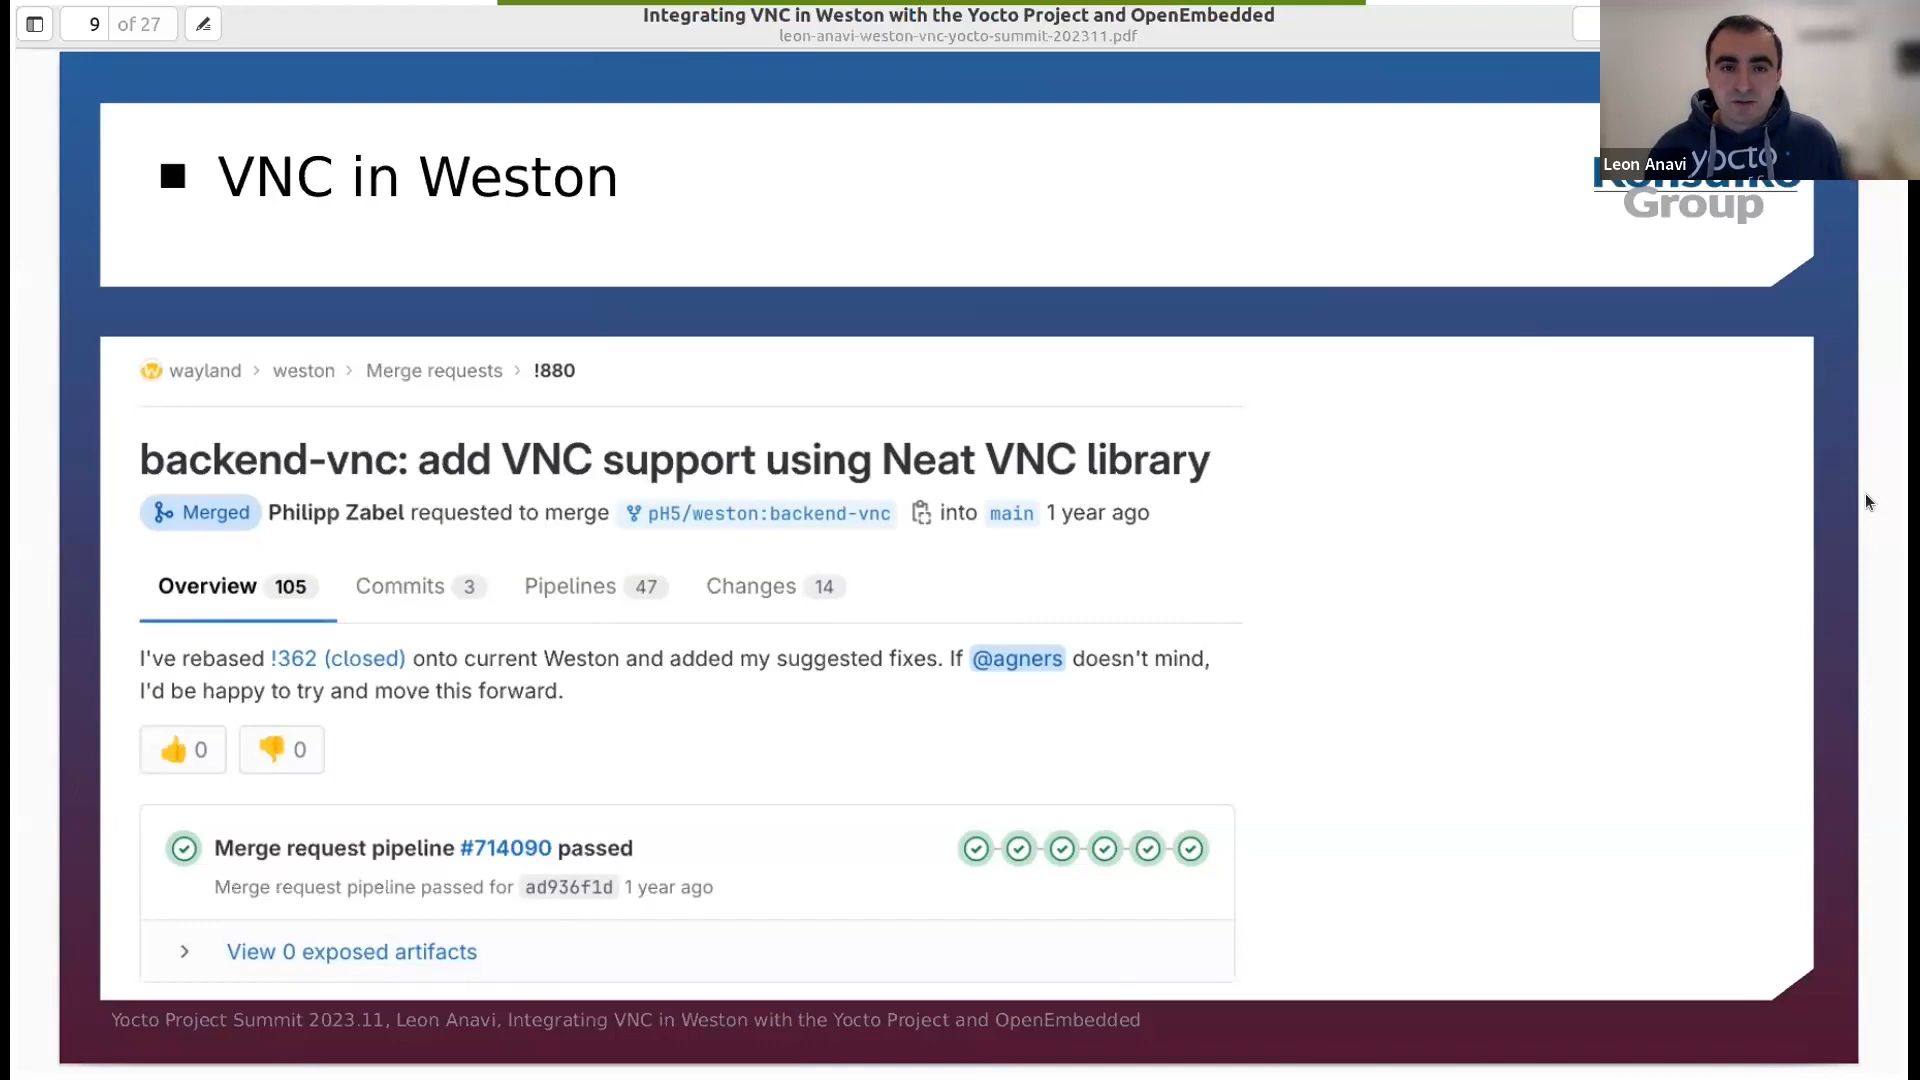 9 of 27
Integrating VNC in Weston with the Yocto Project and OpenEmbedded
leon-anavi-weston-vnc-yocto-summit-202311.pdf
yocto
Leon Anavi
Group
VNC in Weston
wayland > weston > Merge requests > !880
backend-vnc: add VNC support using Neat VNC library
Merged Philipp Zabel requested to merge pH5/weston:backend-vnc into main 1 year ago
Overview 105 Commits 3 Pipelines 47 Changes 14
I've rebased !362 (closed) onto current Weston and added my suggested fixes. If @agners doesn't mind,
I'd be happy to try and move this forward.
0 0
Merge request pipeline #714090 passed
Merge request pipeline passed for ad936f1d 1 year ago
View 0 exposed artifacts
Yocto Project Summit 2023.11, Leon Anavi, Integrating VNC in Weston with the Yocto Project and OpenEmbedded